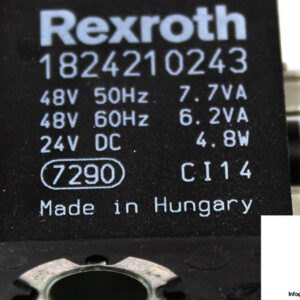 Rexroth
1824210243
48V 50Hz 7.7VA
48V 60Hz 6.2VA
24V DC 4.8W
7290 CI14
Made in Hungary